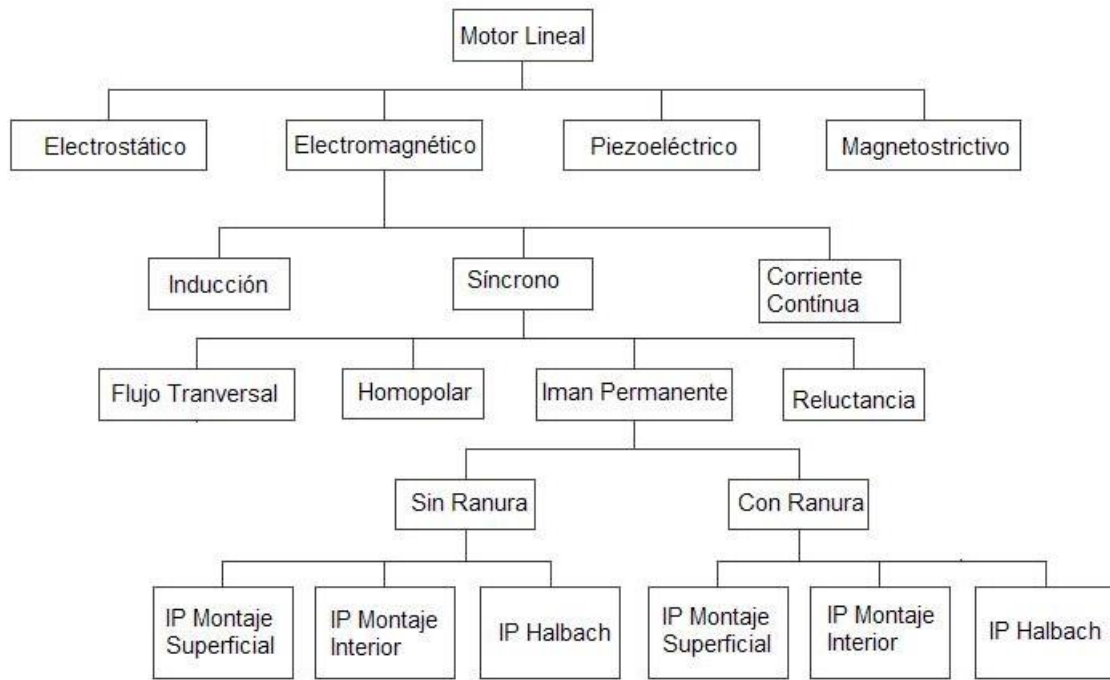 Motor Lineal
Electrostático
Electromagnético
Piezoeléctrico
Magnetostrictivo
Inducción
Síncrono
Corriente
Contínua
Flujo Tranversal
Homopolar
Iman Permanente
Reluctancia
Sin Ranura
Con Ranura
IP Montaje
Superficial
IP Montaje
Interior
IP Halbach
IP Montaje
Superficial
IP Montaje
Interior
IP Halbach